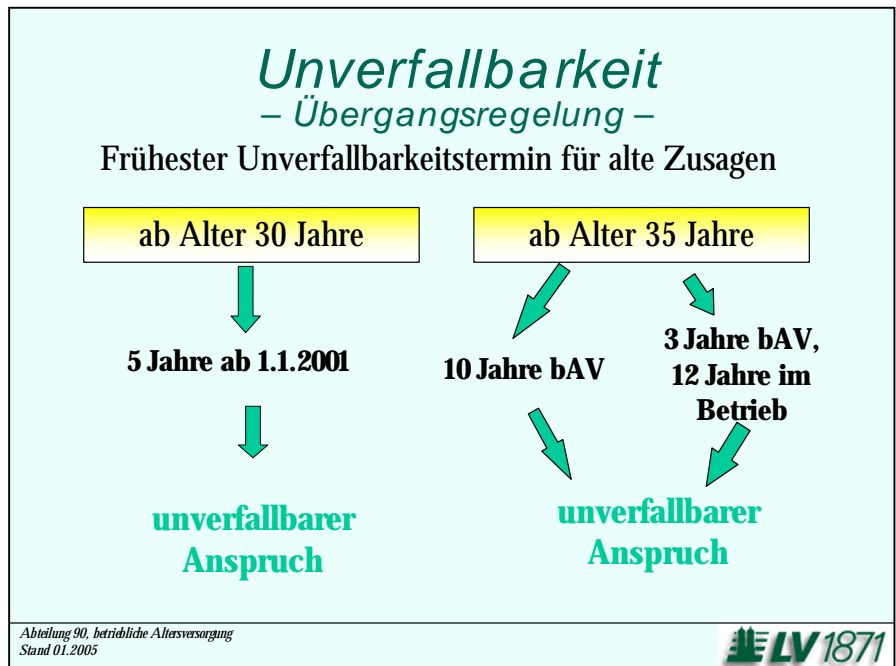 Unverfallbarkeit
– Übergangsregelung –
Frühester Unverfallbarkeitstermin für alte Zusagen
ab Alter 30 Jahre
5 Jahre ab 1.1.2001
unverfallbarer
Anspruch
ab Alter 35 Jahre
10 Jahre bAV
3 Jahre bAV,
12 Jahre im
Betrieb
unverfallbarer
Anspruch
Abteilung 90, betriebliche Altersversorgung
Stand 01.2005
LV 1871